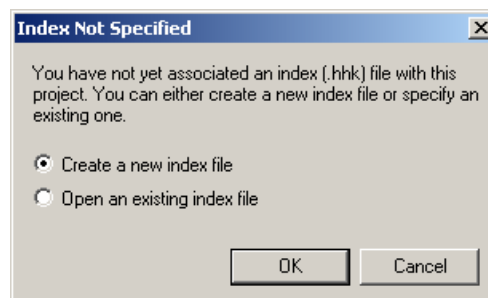 Index Not Specified
You have not yet associated an index (.hhk) file with this
project. You can either create a new index file or specify an
existing one.
Create a new index file
Open an existing index file
OK
Cancel